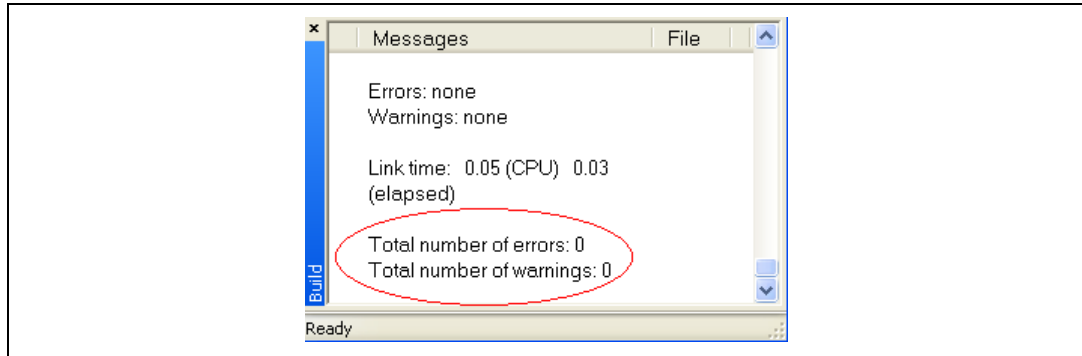 Messages File
Errors: none
Warnings: none
Link time: 0.05 (CPU) 0.03
(elapsed)
Total number of errors: 0
Total number of warnings: 0
Build
Ready